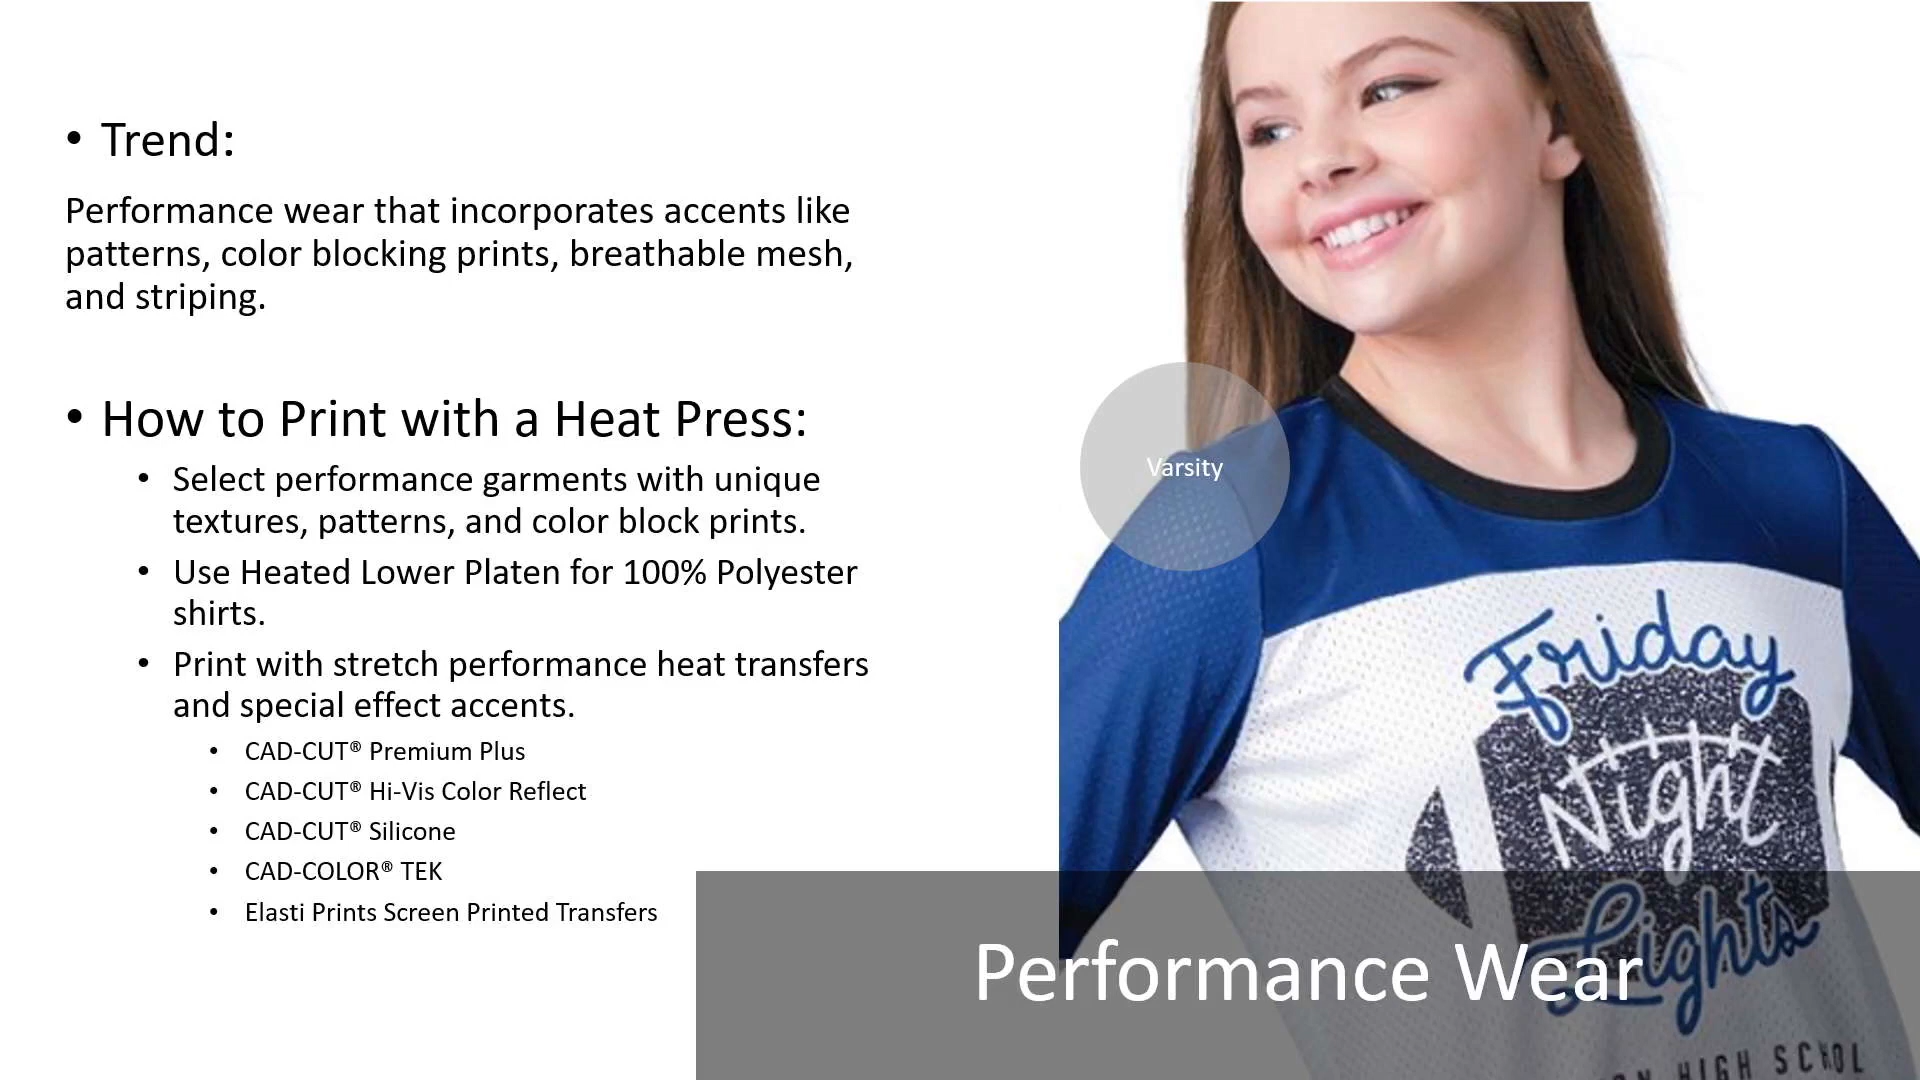 • Trend:
Performance wear that incorporates accents like
patterns, color blocking prints, breathable mesh,
and striping.
• How to Print with a Heat Press:
• Select performance garments with unique
textures, patterns, and color block prints.
• Use Heated Lower Platen for 100% Polyester
shirts.
• Print with stretch performance heat transfers
and special effect accents.
• CAD-CUT® Premium Plus
• CAD-CUT® Hi-Vis Color Reflect
• CAD-CUT® Silicone
• CAD-COLOR® TEK
• Elasti Prints Screen Printed Transfers
Varsity
Friday
Night
Lights
HIGH SCHOOL
Performance Wear